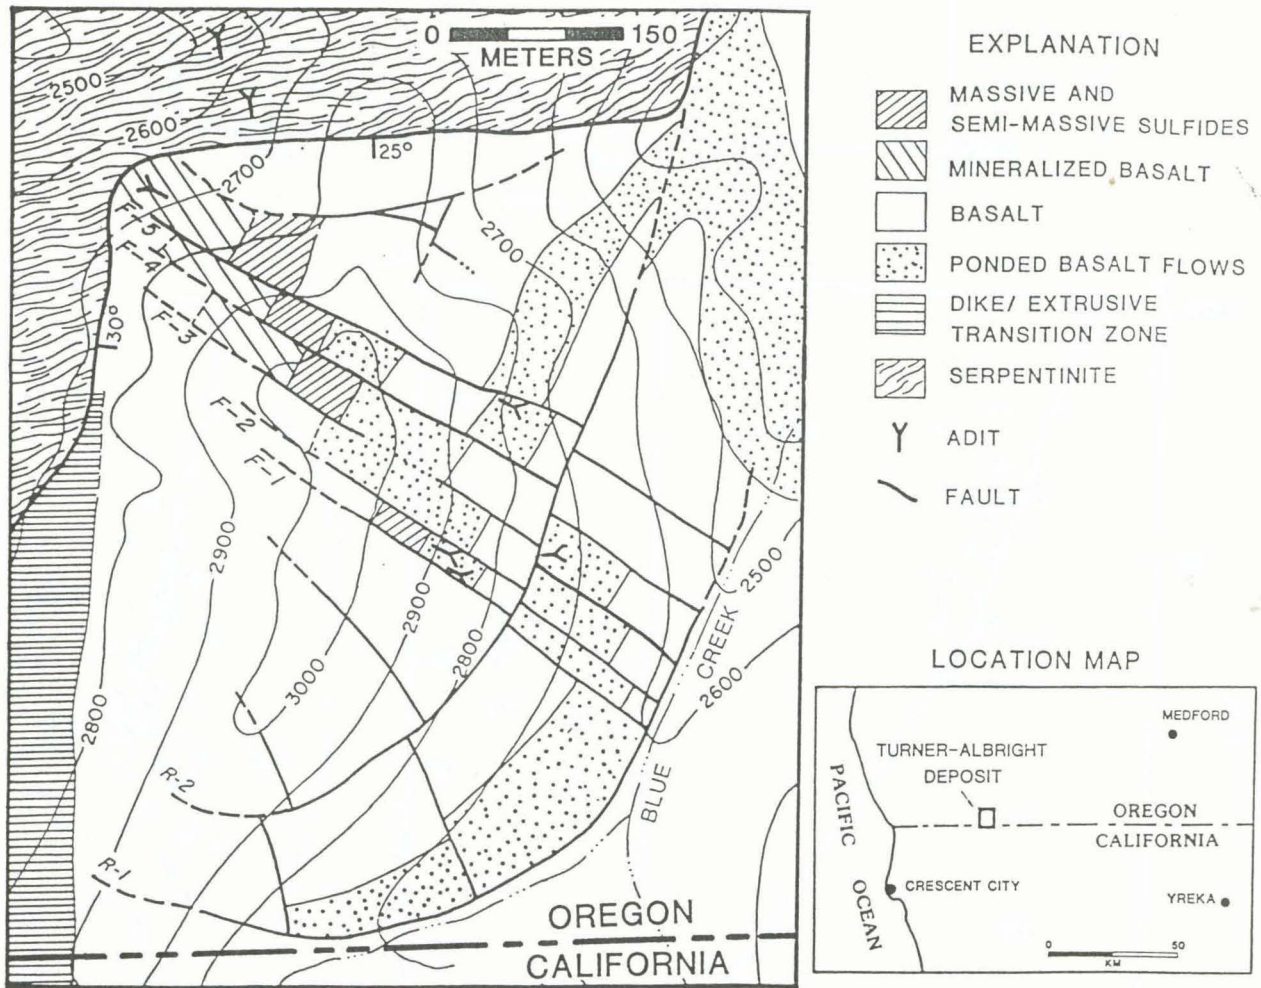 0 150
METERS
2500
2600
2700
25°
2700
F-5
F-4
F-3
30°
F-2
F-1
2900
2900
2800
3000
2800
2500
CREEK
2600
BLUE
R-2
R-1
OREGON
CALIFORNIA
EXPLANATION
MASSIVE AND
SEMI-MASSIVE SULFIDES
MINERALIZED BASALT
BASALT
PONDED BASALT FLOWS
DIKE/ EXTRUSIVE
TRANSITION ZONE
SERPENTINITE
ADIT
FAULT
LOCATION MAP
MEDFORD
TURNER-ALBRIGHT
DEPOSIT
PACIFIC
OCEAN
OREGON
CALIFORNIA
CRESCENT CITY
YREKA
0 50
KM